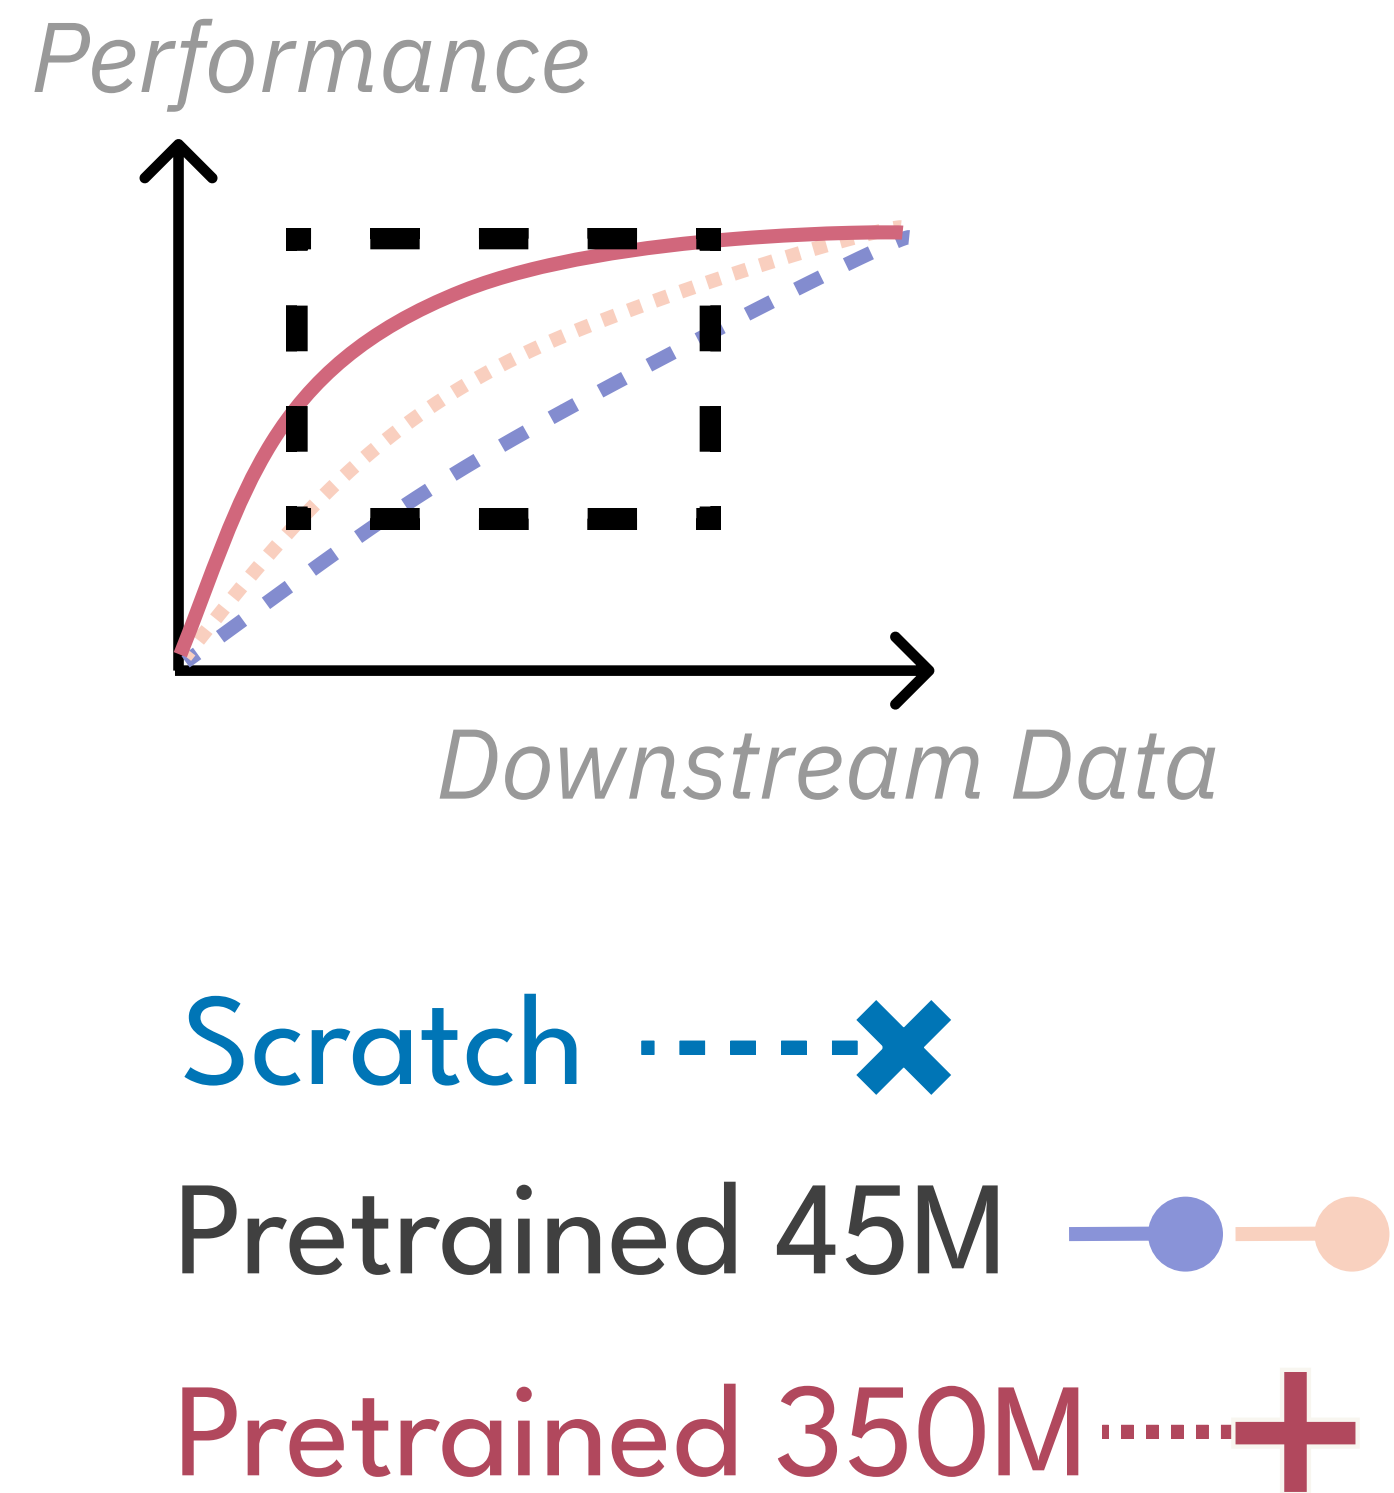 Performance
Downstream Data
Scratch
Pretrained 45M
Pretrained 350M